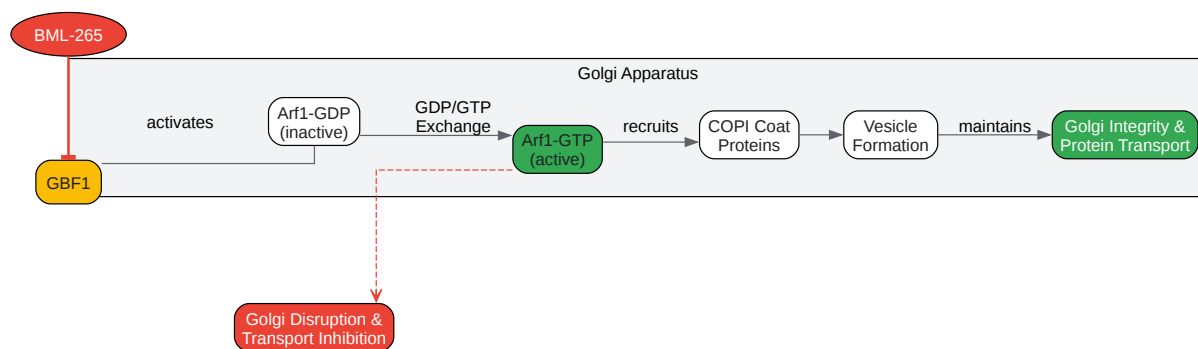 BML-265
Golgi Apparatus
activates
Arf1-GDP
(inactive)
GDP/GTP
Exchange
Arf1-GTP
(active)
recruits
COPI Coat
Proteins
Vesicle
Formation
maintains
Golgi Integrity &
Protein Transport
GBF1
Golgi Disruption &
Transport Inhibition